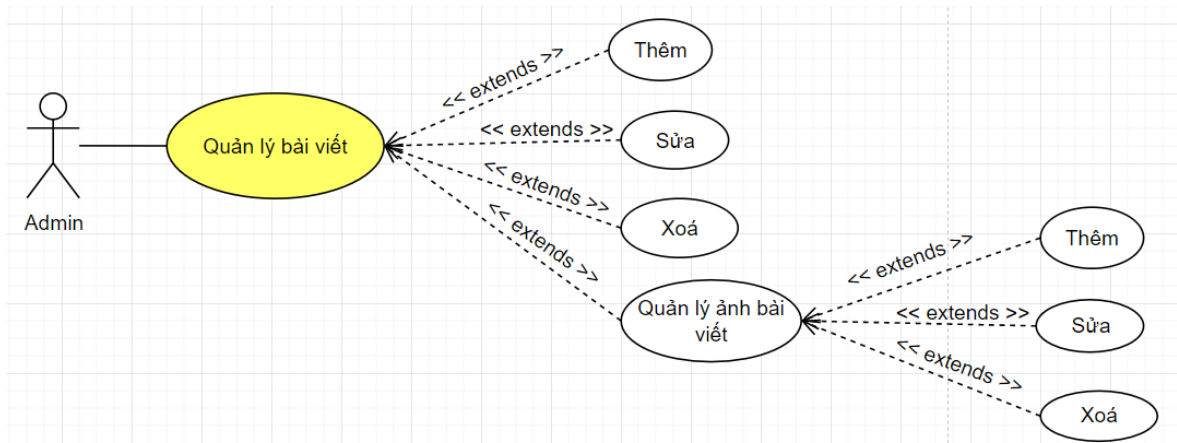 << extends >>
Thêm
<< extends >>
Sửa
Quản lý bài viết
Admin
<< extends >>
Xoá
<< extends >>
Quản lý ảnh bài
viết
<< extends >>
Thêm
<< extends >>
Sửa
<< extends >>
Xoá